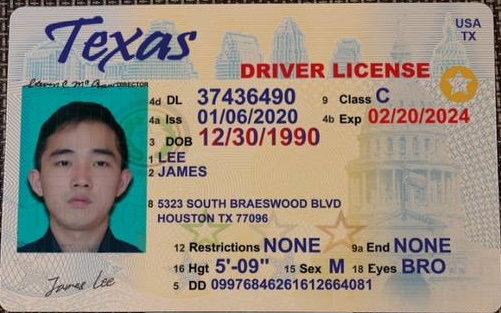 Texas
USA
TX
DRIVER LICENSE
DIRECTOR
4d DL 37436490 9 Class C
4a Iss 01/06/2020 4b Exp 02/20/2024
3 DOB 12/30/1990
1 LEE
2 JAMES
8 5323 SOUTH BRAESWOOD BLVD
HOUSTON TX 77096
12 Restrictions NONE 9a End NONE
16 Hgt 5'-09" 15 Sex M 18 Eyes BRO
James Lee
5 DD 09976846261612664081